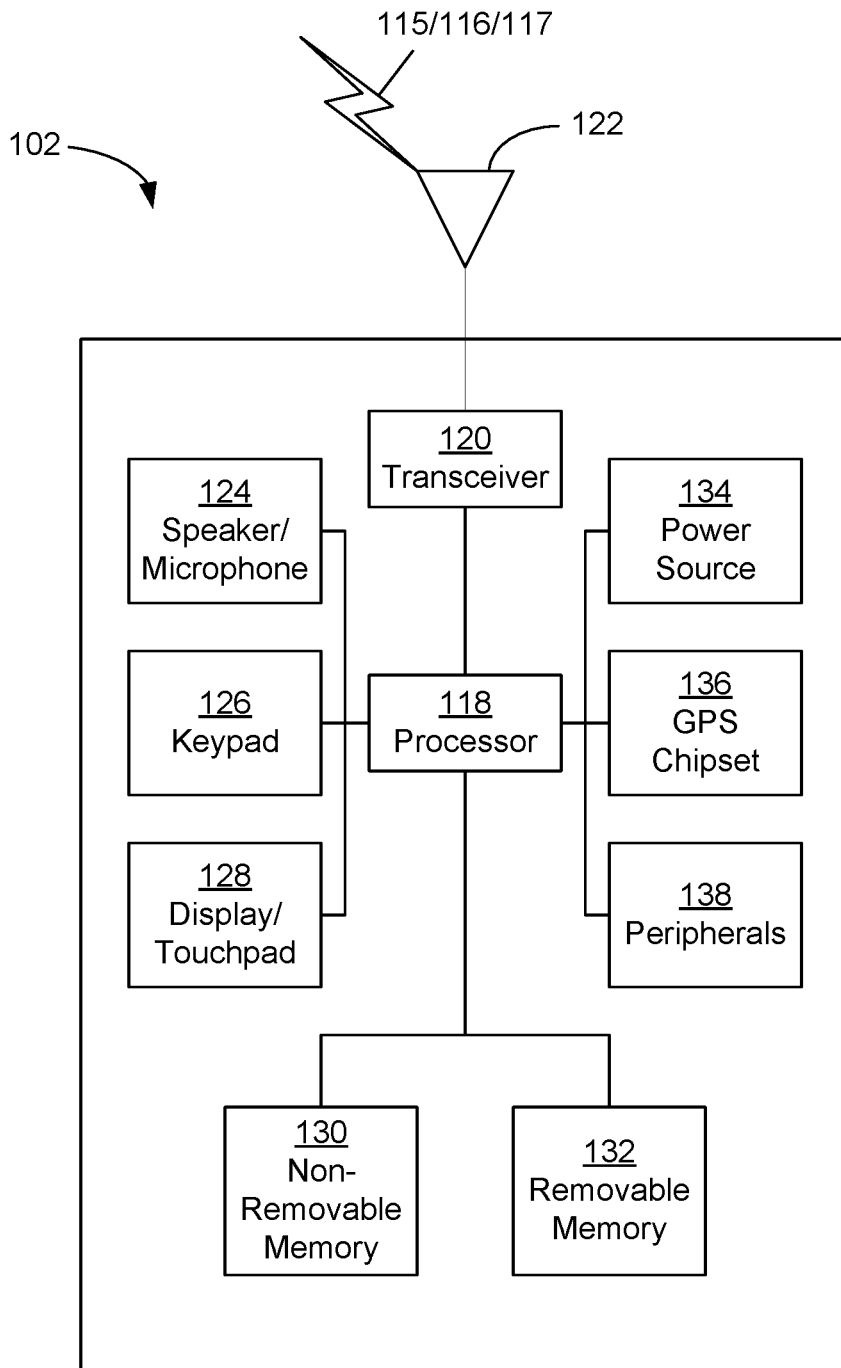 115/116/117
122
102
120
Transceiver
124
Speaker/
Microphone
134
Power
Source
126
Keypad
118
Processor
136
GPS
Chipset
128
Display/
Touchpad
138
Peripherals
130
Non-
Removable
Memory
132
Removable
Memory